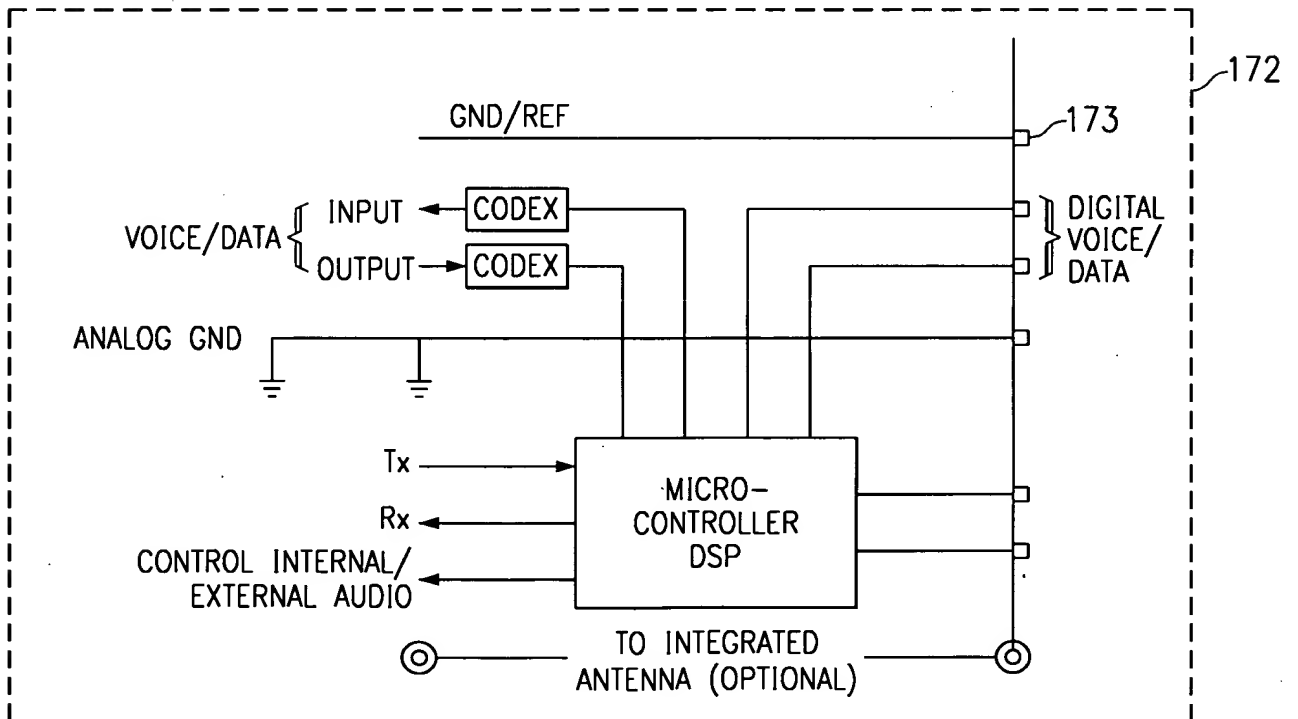 172
GND/REF
173
INPUT
CODEX
VOICE/DATA
OUTPUT
CODEX
DIGITAL
VOICE/
DATA
ANALOG GND
Tx
Rx
CONTROL INTERNAL/
EXTERNAL AUDIO
MICRO-
CONTROLLER
DSP
TO INTEGRATED
ANTENNA (OPTIONAL)